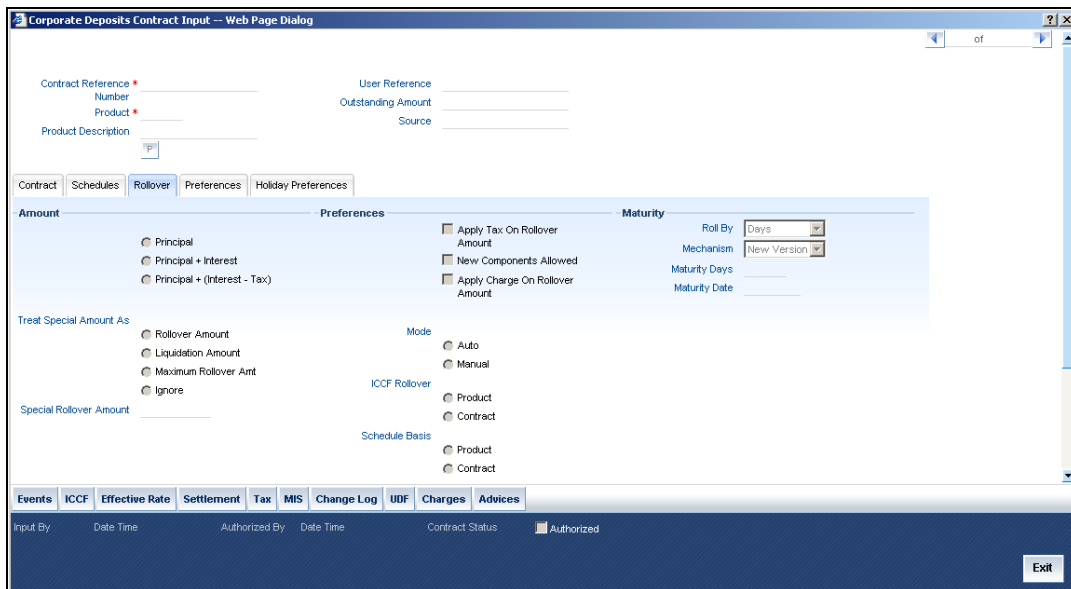 Corporate Deposits Contract Input -- Web Page Dialog
? X
of
Contract Reference *
Number
User Reference
Outstanding Amount
Product *
Source
Product Description
P
Contract Schedules Rollover Preferences Holiday Preferences
Amount Preferences Maturity
Principal
Principal + Interest
Principal + (Interest - Tax)
Apply Tax On Rollover
Amount
New Components Allowed
Apply Charge On Rollover
Amount
Roll By Days
Mechanism New Version
Maturity Days
Maturity Date
Treat Special Amount As
Rollover Amount
Liquidation Amount
Maximum Rollover Amt
Ignore
Special Rollover Amount
Mode
Auto
Manual
ICCF Rollover
Product
Contract
Schedule Basis
Product
Contract
Events ICCF Effective Rate Settlement Tax MIS Change Log UDF Charges Advices
Input By Date Time Authorized By Date Time Contract Status Authorized
Exit